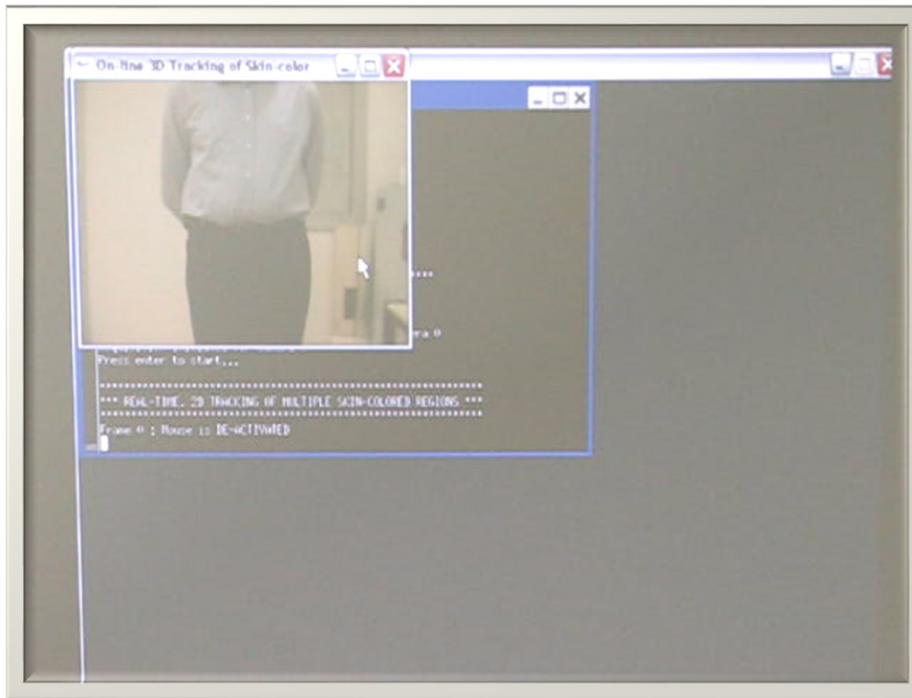 On-line 3D Tracking of Skin-color
Press enter to start...
*** REAL-TIME, 2D TRACKING OF MULTIPLE SKIN-COLORED REGIONS ***
Frame 0 : Mouse is DE-ACTIVATED